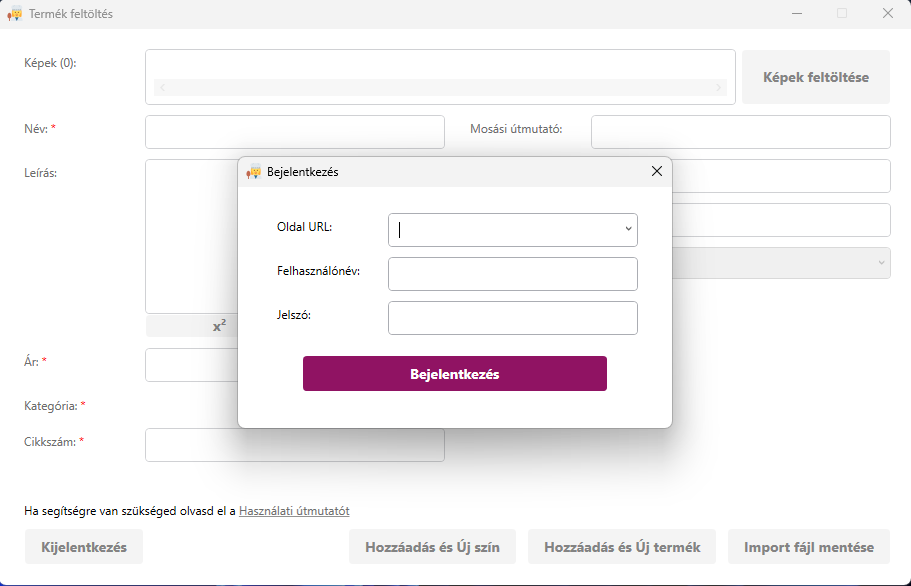 Termék feltöltés
Képek (0):
Képek feltöltése
Név: *
Mosási útmutató:
Leírás:
Bejelentkezés
Oldal URL:
Felhasználónév:
Jelszó:
Bejelentkezés
x²
Ár: *
Kategória: *
Cikkszám: *
Ha segítségre van szükséged olvasd el a Használati útmutatót
Kijelentkezés
Hozzáadás és Új szín
Hozzáadás és Új termék
Import fájl mentése